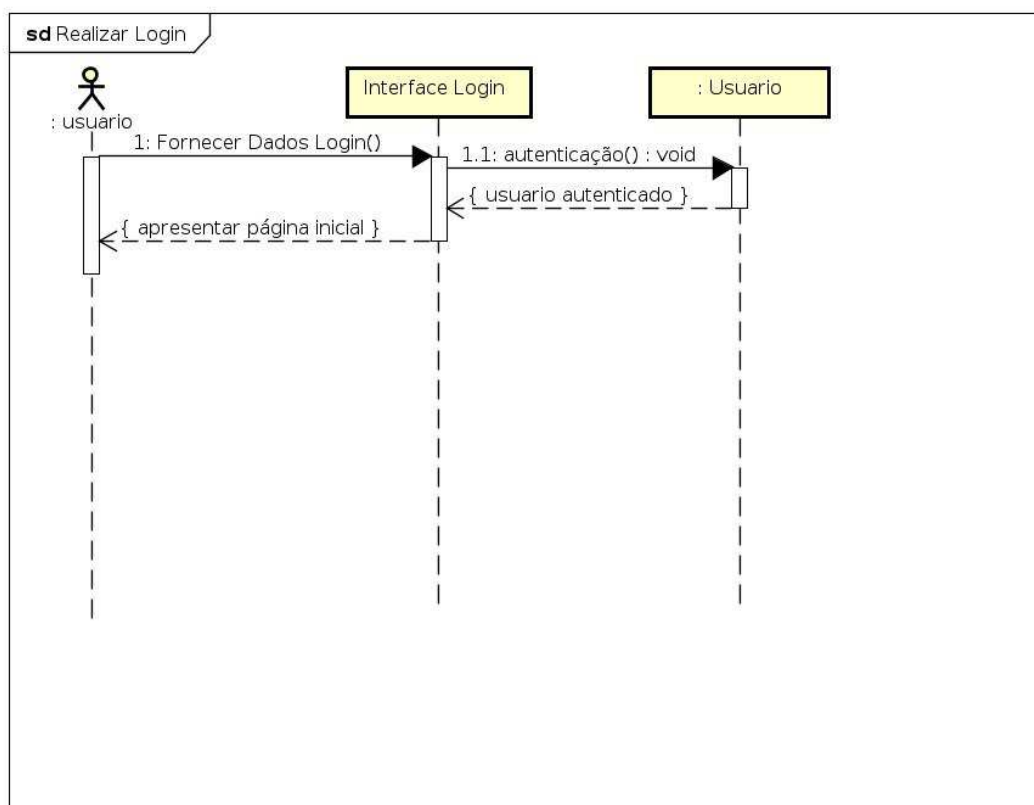 sd Realizar Login
Interface Login
: Usuario
: usuario
1: Fornecer Dados Login()
1.1: autenticação() : void
{ usuario autenticado }
{ apresentar página inicial }